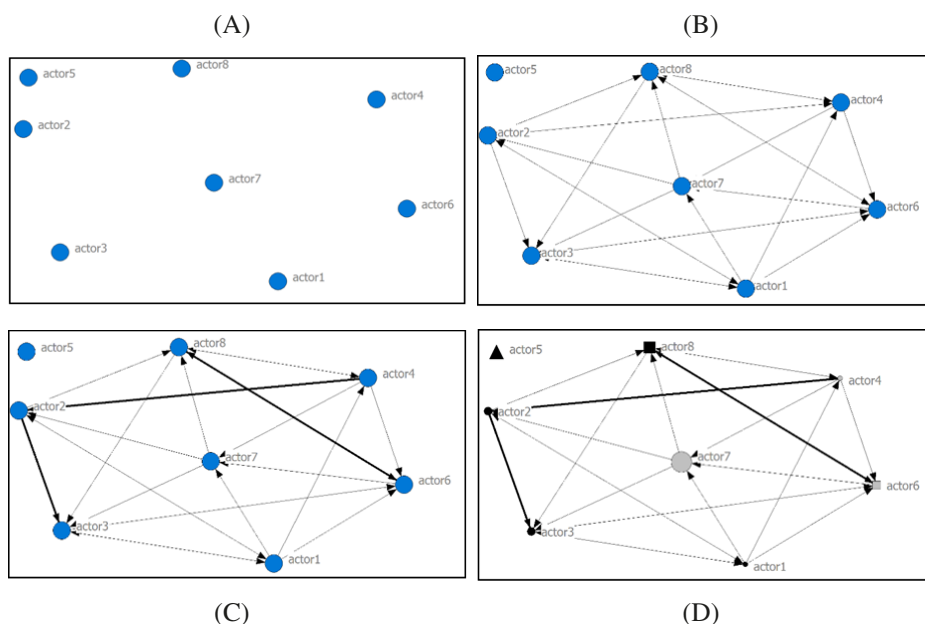 (A)
(B)
actor5
actor8
actor4
actor2
actor7
actor6
actor3
actor1
actor5
actor8
actor4
actor2
actor7
actor6
actor3
actor1
actor5
actor8
actor4
actor2
actor7
actor6
actor3
actor1
actor5
actor8
actor4
actor2
actor7
actor6
actor3
actor1
(C)
(D)